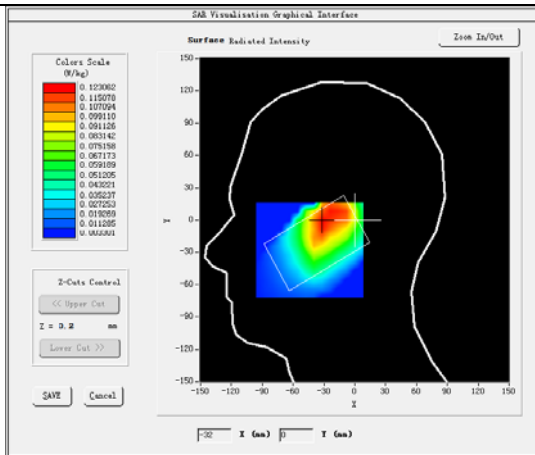 SAR Visualisation Graphical Interface
Surface Radiated Intensity
Zoom In/Out
Colors Scale
(W/kg)
0.123062
0.115078
0.107094
0.099110
0.091126
0.083142
0.075158
0.067173
0.059189
0.051205
0.043221
0.035237
0.027253
0.019269
0.011285
0.003301
Z-Cuts Control
<< Upper Cut
Z = 3.2 mm
Lower Cut >>
SAVE
Cancel
150
120
90
60
30
0
-30
-60
-90
-120
-150
Y
-150
-120
-90
-60
-30
0
30
60
90
120
150
X
-32 X (mm) 0 Y (mm)